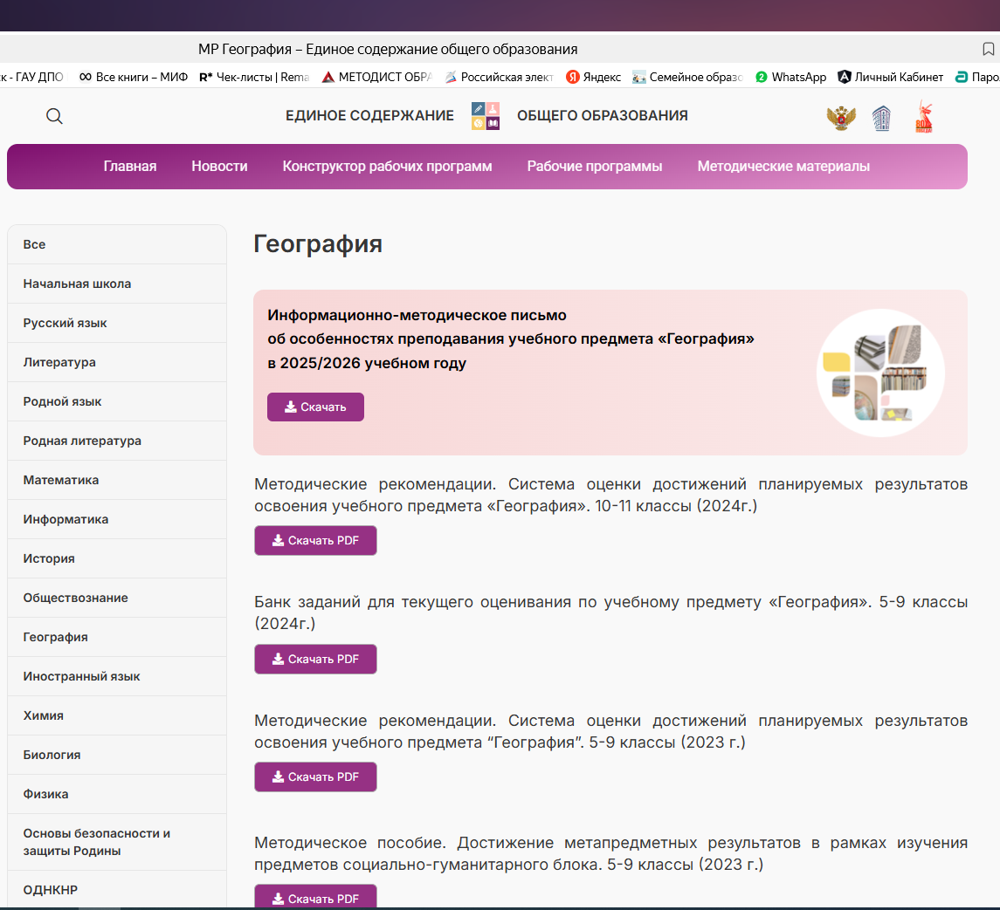 МР География – Единое содержание общего образования
к - ГАУ ДПО Все книги – МИФ R* Чек-листы | Rema МЕТОДИСТ ОБРА Российская элект Я Яндекс Семейное образо 2 WhatsApp Личный Кабинет Паро
ЕДИНОЕ СОДЕРЖАНИЕ ОБЩЕГО ОБРАЗОВАНИЯ
Главная Новости Конструктор рабочих программ Рабочие программы Методические материалы
Все
Начальная школа
Русский язык
Литература
Родной язык
Родная литература
Математика
Информатика
История
Обществознание
География
Иностранный язык
Химия
Биология
Физика
Основы безопасности и
защиты Родины
ОДНКНР
География
Информационно-методическое письмо
об особенностях преподавания учебного предмета «География»
в 2025/2026 учебном году
Скачать
Методические рекомендации. Система оценки достижений планируемых результатов
освоения учебного предмета «География». 10-11 классы (2024г.)
Скачать PDF
Банк заданий для текущего оценивания по учебному предмету «География». 5-9 классы
(2024г.)
Скачать PDF
Методические рекомендации. Система оценки достижений планируемых результатов
освоения учебного предмета “География”. 5-9 классы (2023 г.)
Скачать PDF
Методическое пособие. Достижение метапредметных результатов в рамках изучения
предметов социально-гуманитарного блока. 5-9 классы (2023 г.)
Скачать PDF